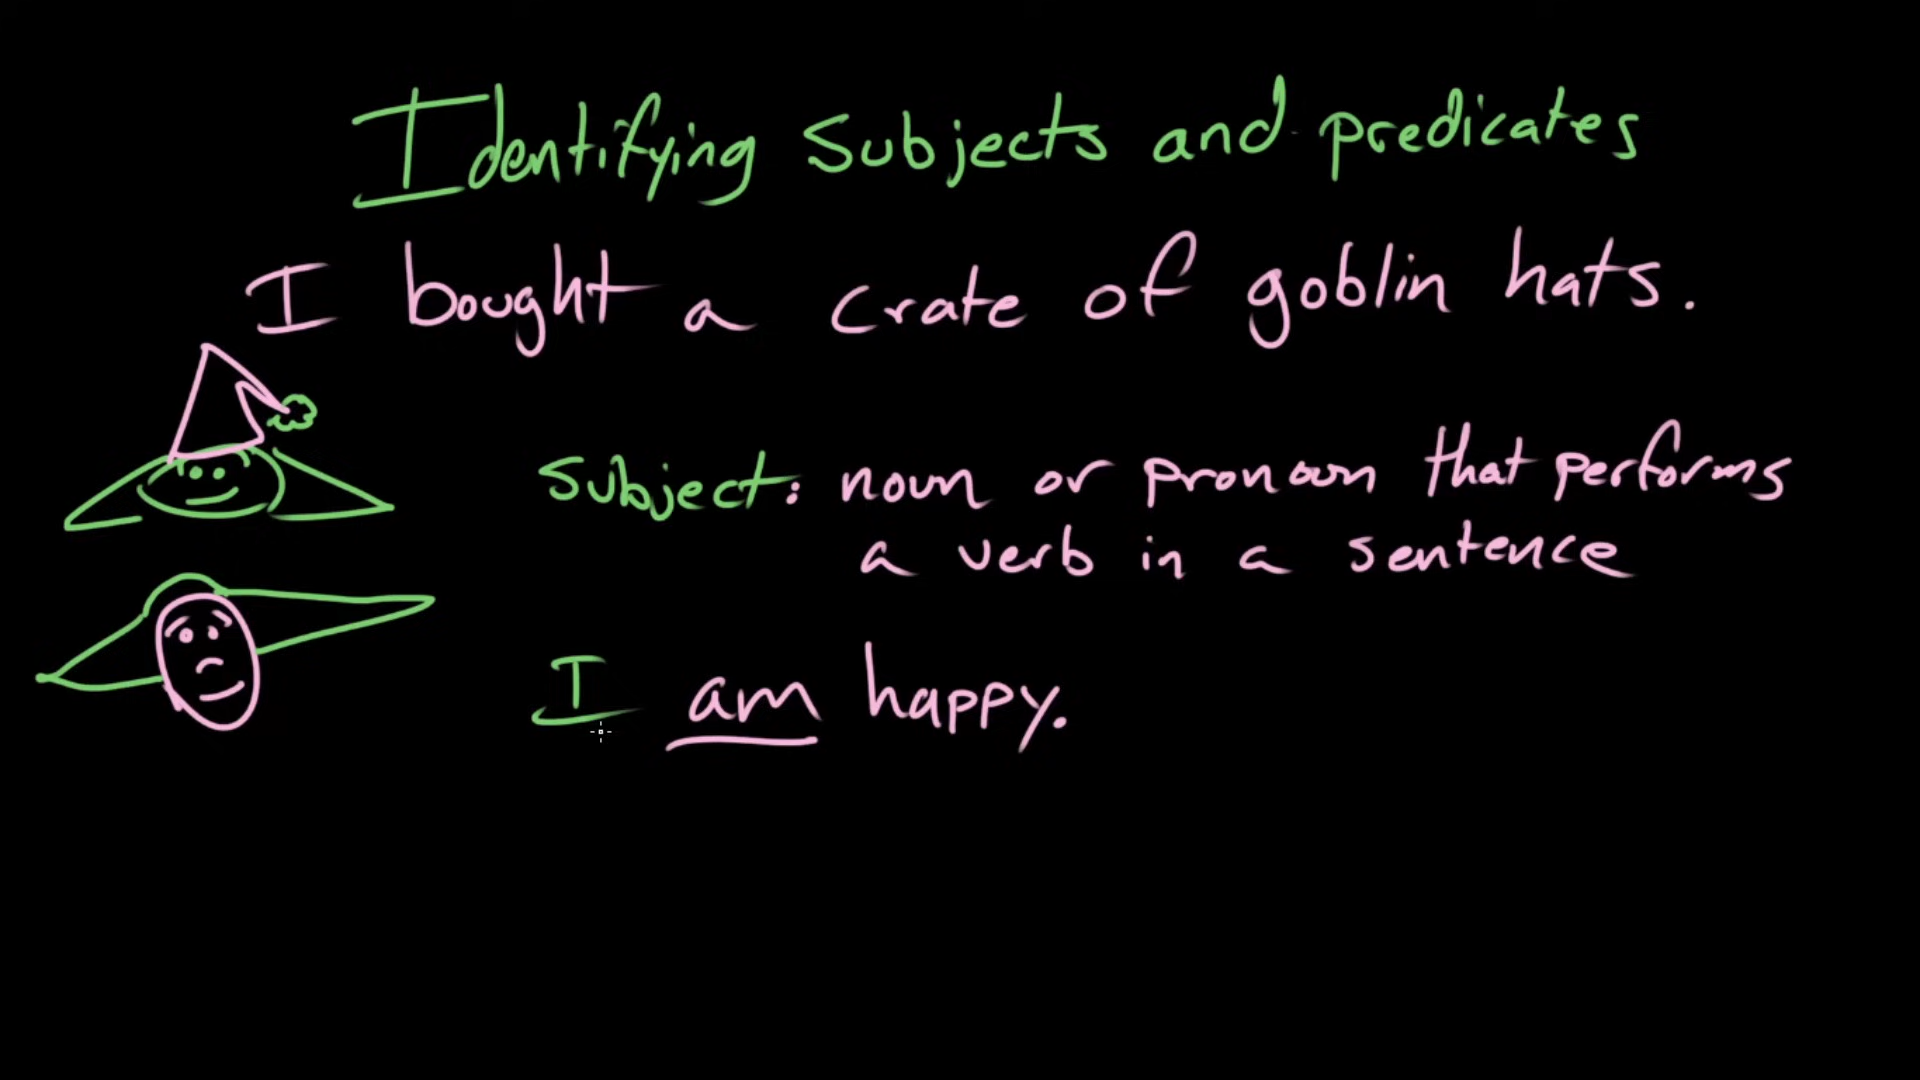 Identifying subjects and predicates
I bought a crate of goblin hats.
Subject: noun or pronoun that performs
a verb in a sentence
I am happy.